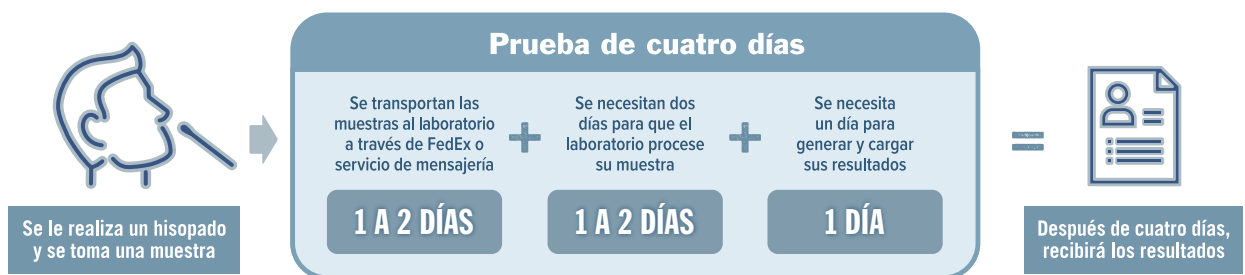 Prueba de cuatro días
Se le realiza un hisopado
y se toma una muestra
Se transportan las
muestras al laboratorio
a través de FedEx o
servicio de mensajería
1 A 2 DÍAS
+
Se necesitan dos
días para que el
laboratorio procese
su muestra
1 A 2 DÍAS
+
Se necesita
un día para
generar y cargar
sus resultados
1 DÍA
=
Después de cuatro días,
recibirá los resultados